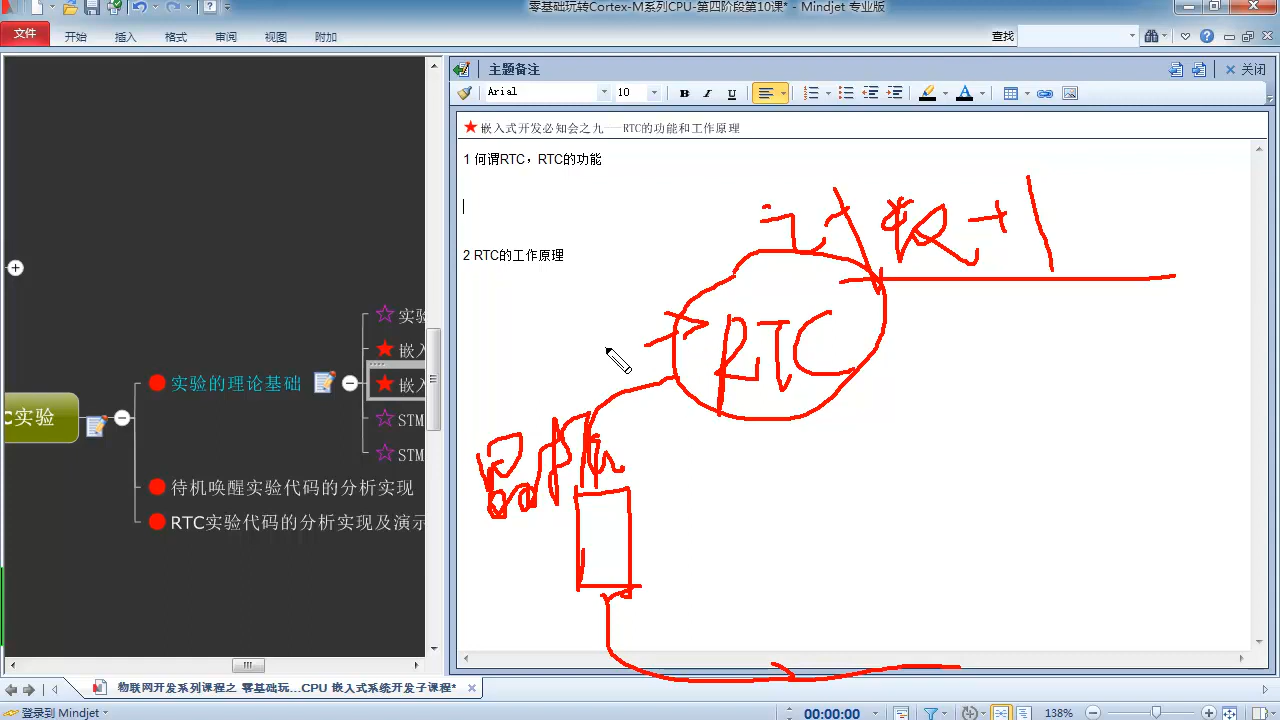 零基础玩转Cortex-M系列CPU-第四阶段第10课* - Mindjet 专业版
文件 开始 插入 格式 审阅 视图 附加 查找
主题备注 关闭
Arial 10 B I U
★嵌入式开发必知会之九——RTC的功能和工作原理
1 何谓RTC，RTC的功能
2 RTC的工作原理
计数+1
RTC
晶振
实验
嵌入
实验的理论基础
嵌入
C实验
STM
STM
待机唤醒实验代码的分析实现
RTC实验代码的分析实现及演示
物联网开发系列课程之 零基础玩...CPU 嵌入式系统开发子课程*
登录到 Mindjet 00:00:00 138%